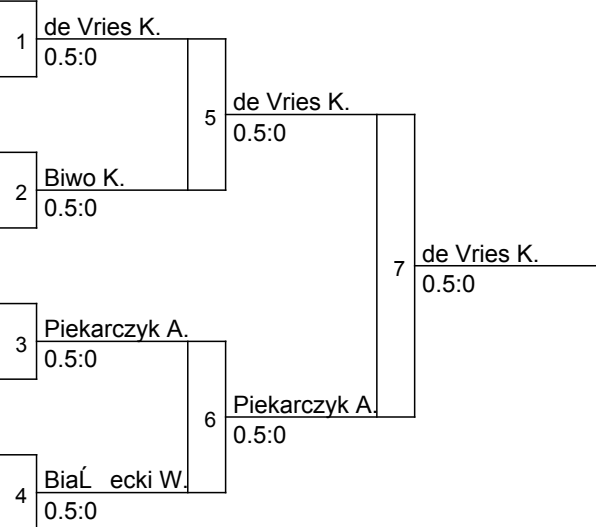 1
de Vries K.
0.5:0
5
de Vries K.
0.5:0
2
Biwo K.
0.5:0
7
de Vries K.
0.5:0
3
Piekarczyk A.
0.5:0
6
Piekarczyk A.
0.5:0
4
BiaĹ ecki W.
0.5:0